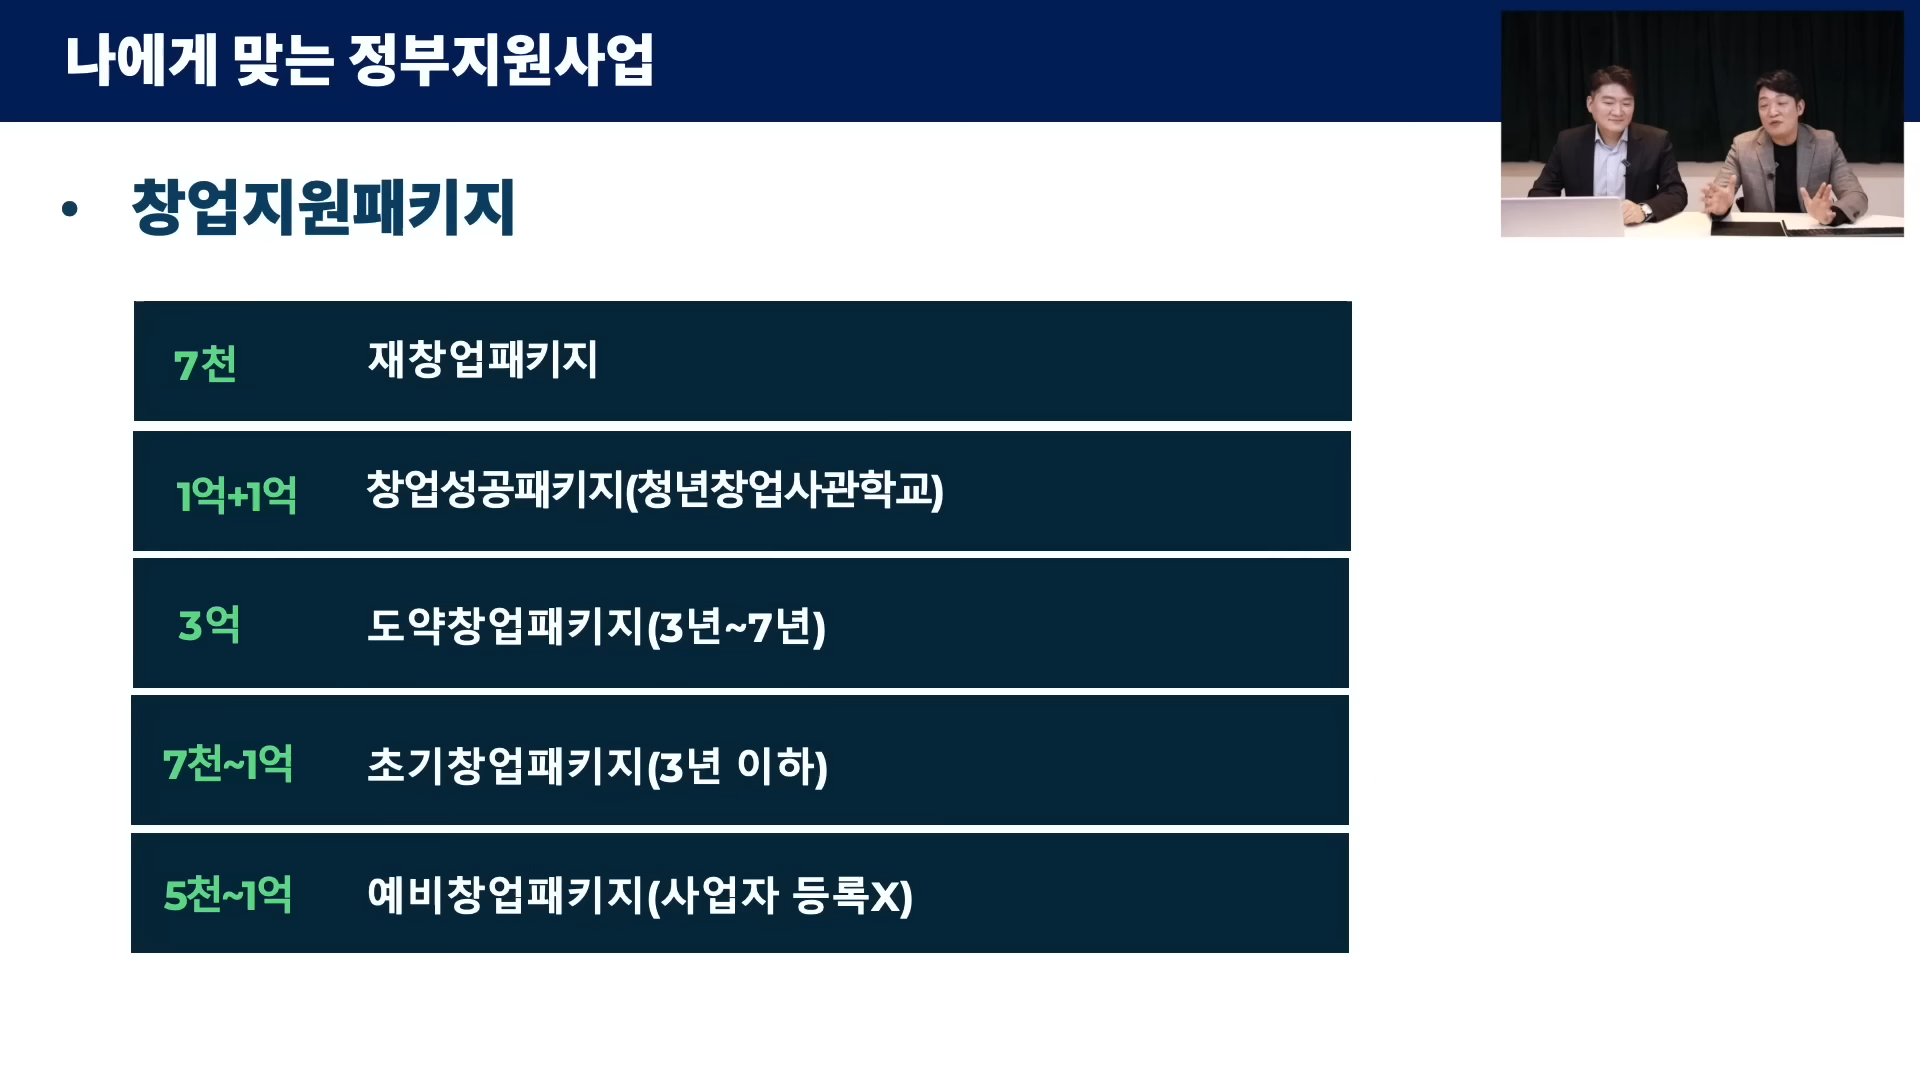 나에게 맞는 정부지원사업
• 창업지원패키지
7천 재창업패키지
1억+1억 창업성공패키지(청년창업사관학교)
3억 도약창업패키지(3년~7년)
7천~1억 초기창업패키지(3년 이하)
5천~1억 예비창업패키지(사업자 등록X)